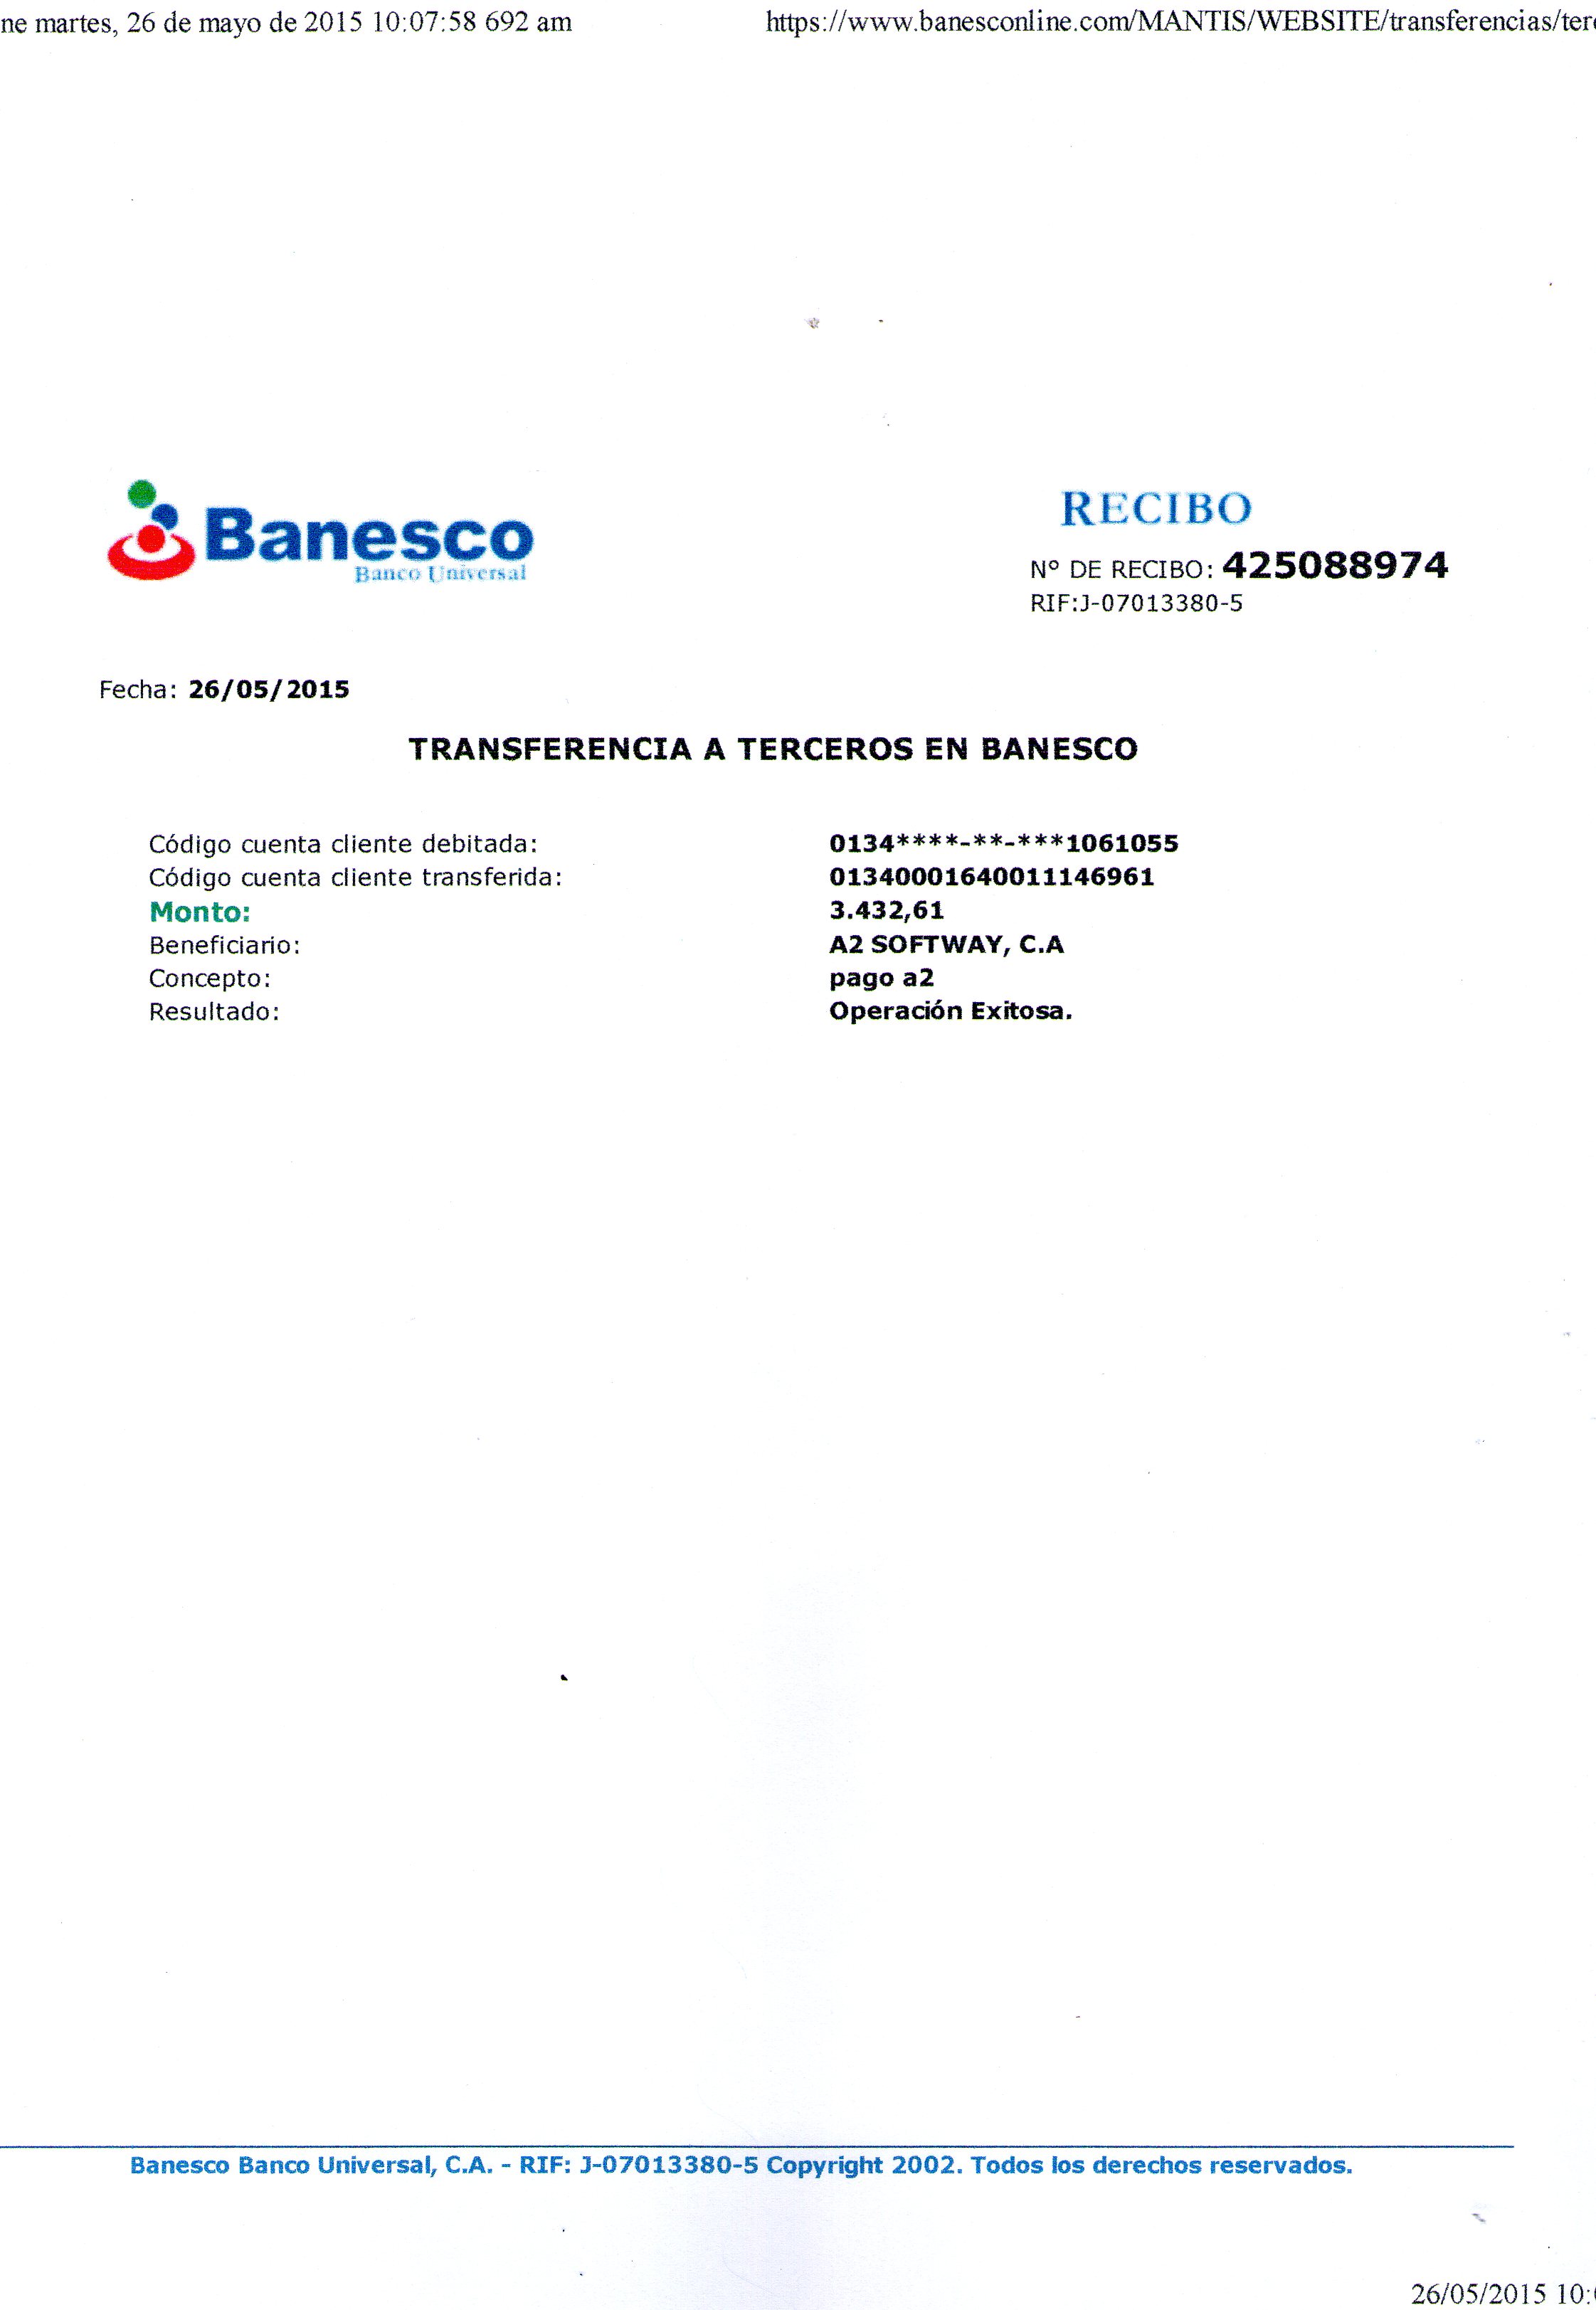 ne martes, 26 de mayo de 2015 10:07:58 692 am https://www.banesconline.com/MANTIS/WEBSITE/transferencias/ter
Banesco
Banco Universal
RECIBO
Nº DE RECIBO: 425088974
RIF:J-07013380-5
Fecha: 26/05/2015
TRANSFERENCIA A TERCEROS EN BANESCO
Código cuenta cliente debitada: 0134****-**-***1061055
Código cuenta cliente transferida: 01340001640011146961
Monto: 3.432,61
Beneficiario: A2 SOFTWAY, C.A
Concepto: pago a2
Resultado: Operación Exitosa.
Banesco Banco Universal, C.A. - RIF: J-07013380-5 Copyright 2002. Todos los derechos reservados.
26/05/2015 10: